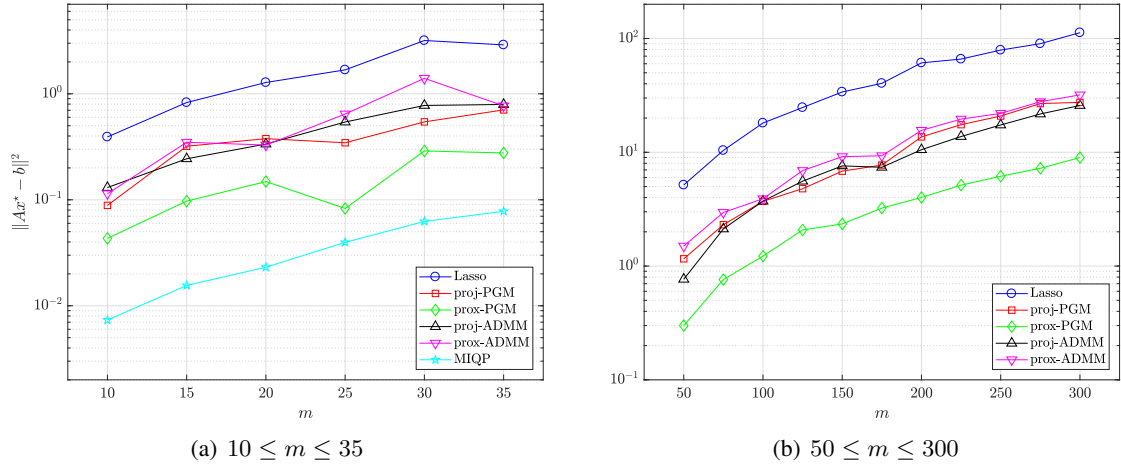 10^0
10^{-1}
10^{-2}
‖Ax⋆ − b‖²
10 15 20 25 30 35
m
Lasso
proj-PGM
prox-PGM
proj-ADMM
prox-ADMM
MIQP
(a) 10 ≤ m ≤ 35
10^2
10^1
10^0
10^{-1}
50 100 150 200 250 300
m
Lasso
proj-PGM
prox-PGM
proj-ADMM
prox-ADMM
(b) 50 ≤ m ≤ 300